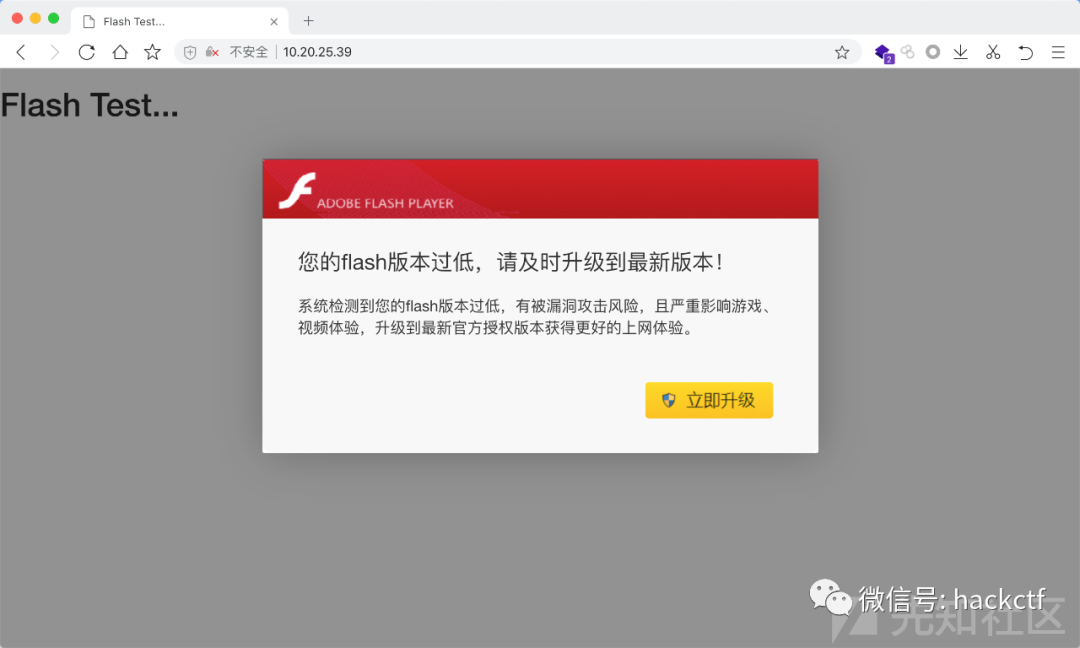 Flash Test...
不安全
10.20.25.39
2
Flash Test...
ADOBE FLASH PLAYER
您的flash版本过低，请及时升级到最新版本！
系统检测到您的flash版本过低，有被漏洞攻击风险，且严重影响游戏、
视频体验，升级到最新官方授权版本获得更好的上网体验。
立即升级
微信号: hackctf
先知社区